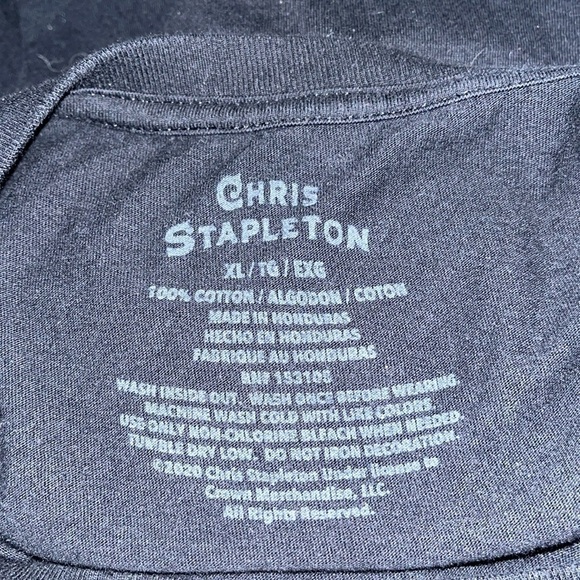 CHRIS
STAPLETON
XL / TG / EXG
100% COTTON / ALGODON / COTON
MADE IN HONDURAS
HECHO EN HONDURAS
FABRIQUE AU HONDURAS
RN# 153108
WASH INSIDE OUT. WASH ONCE BEFORE WEARING.
MACHINE WASH COLD WITH LIKE COLORS.
USE ONLY NON-CHLORINE BLEACH WHEN NEEDED.
TUMBLE DRY LOW. DO NOT IRON DECORATION.
©2020 Chris Stapleton Under license to
Crown Merchandise, LLC.
All Rights Reserved.